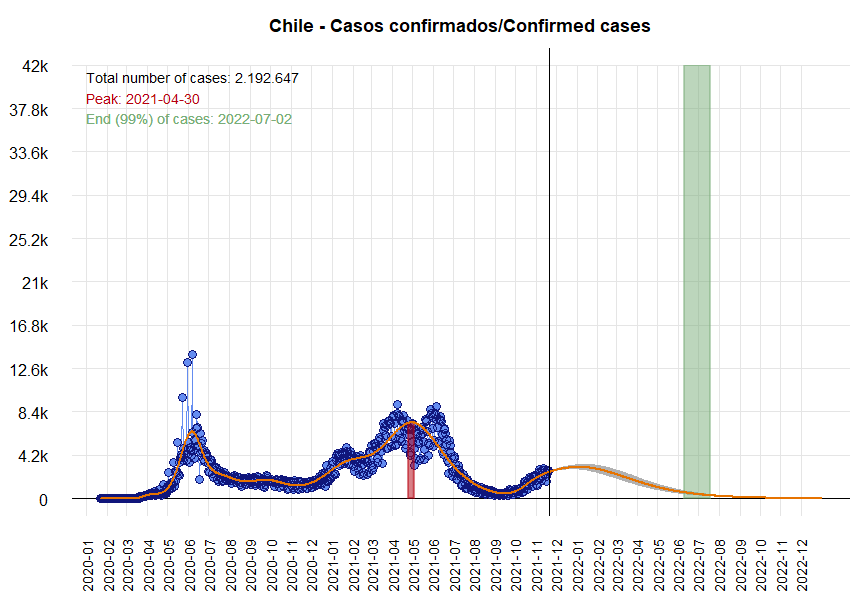 Chile - Casos confirmados/Confirmed cases
42k
37.8k
33.6k
29.4k
25.2k
21k
16.8k
12.6k
8.4k
4.2k
0
Total number of cases: 2.192.647
Peak: 2021-04-30
End (99%) of cases: 2022-07-02
2020-01
2020-02
2020-03
2020-04
2020-05
2020-06
2020-07
2020-08
2020-09
2020-10
2020-11
2020-12
2021-01
2021-02
2021-03
2021-04
2021-05
2021-06
2021-07
2021-08
2021-09
2021-10
2021-11
2021-12
2022-01
2022-02
2022-03
2022-04
2022-05
2022-06
2022-07
2022-08
2022-09
2022-10
2022-11
2022-12